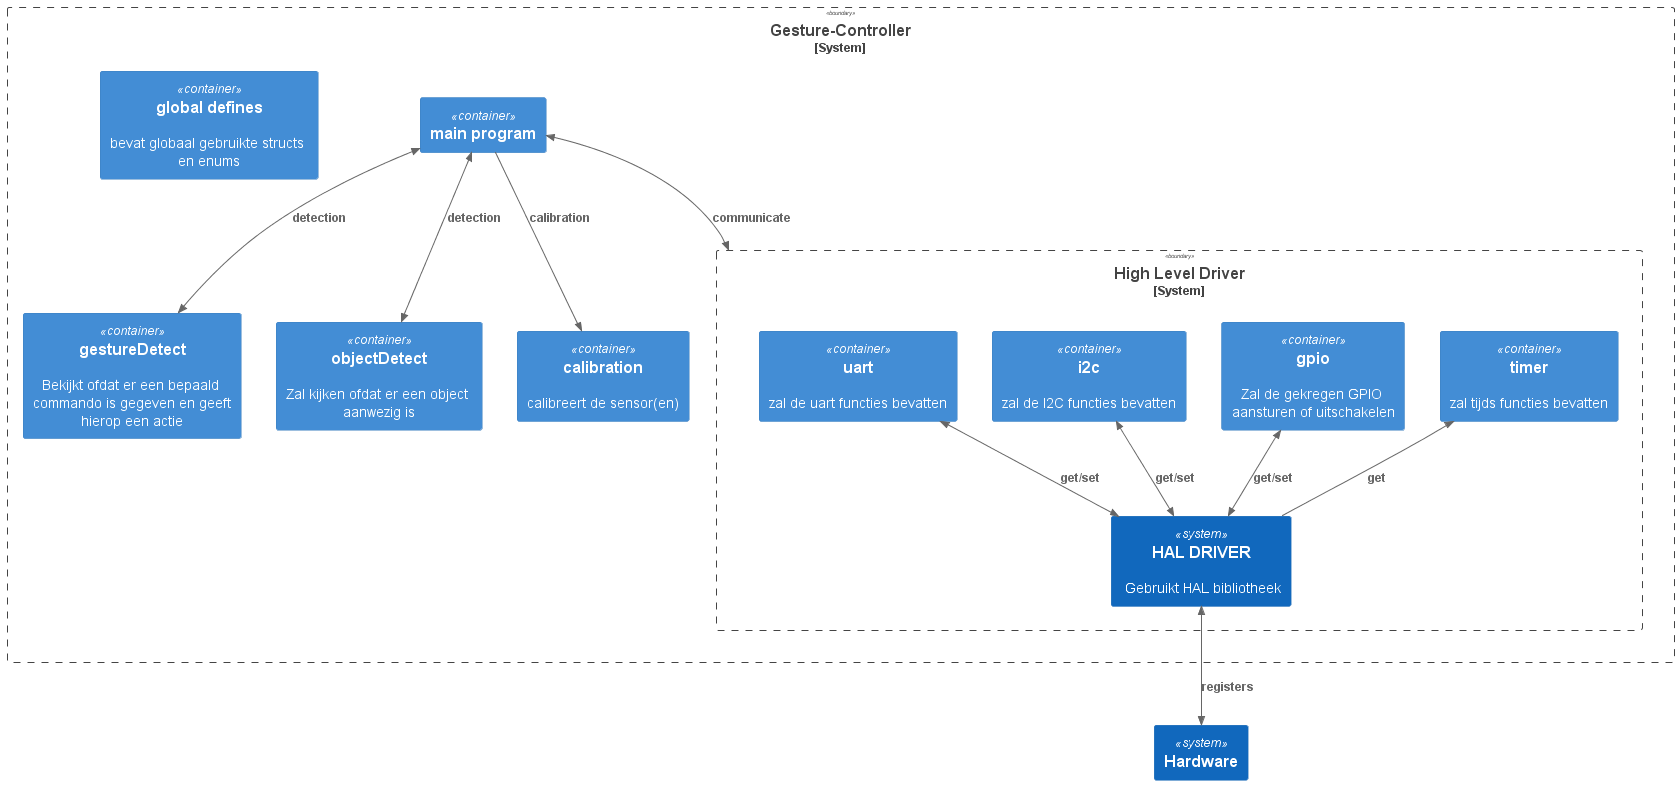 «boundary»
Gesture-Controller
[System]
«container»
global defines
bevat globaal gebruikte structs
en enums
«container»
main program
detection
detection
calibration
communicate
«boundary»
High Level Driver
[System]
«container»
gestureDetect
Bekijkt ofdat er een bepaald
commando is gegeven en geeft
hierop een actie
«container»
objectDetect
Zal kijken ofdat er een object
aanwezig is
«container»
calibration
calibreert de sensor(en)
«container»
uart
zal de uart functies bevatten
«container»
i2c
zal de I2C functies bevatten
«container»
gpio
Zal de gekregen GPIO
aansturen of uitschakelen
«container»
timer
zal tijds functies bevatten
get/set
get/set
get/set
get
«system»
HAL DRIVER
Gebruikt HAL bibliotheek
registers
«system»
Hardware